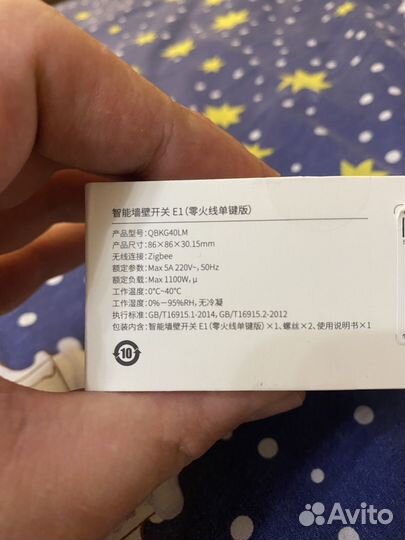 智能墙壁开关 E1（零火线单键版）
产品型号：QBKG40LM
产品尺寸：86×86×30.15mm
无线连接：Zigbee
额定参数：Max 5A 220V~, 50Hz
额定负载：Max 1100W, μ
工作温度：0℃~40℃
工作湿度：0%-95%RH，无冷凝
执行标准：GB/T16915.1-2014, GB/T16915.2-2012
包装内含：智能墙壁开关 E1（零火线单键版）×1、螺丝×2、使用说明书×1
10
Avito